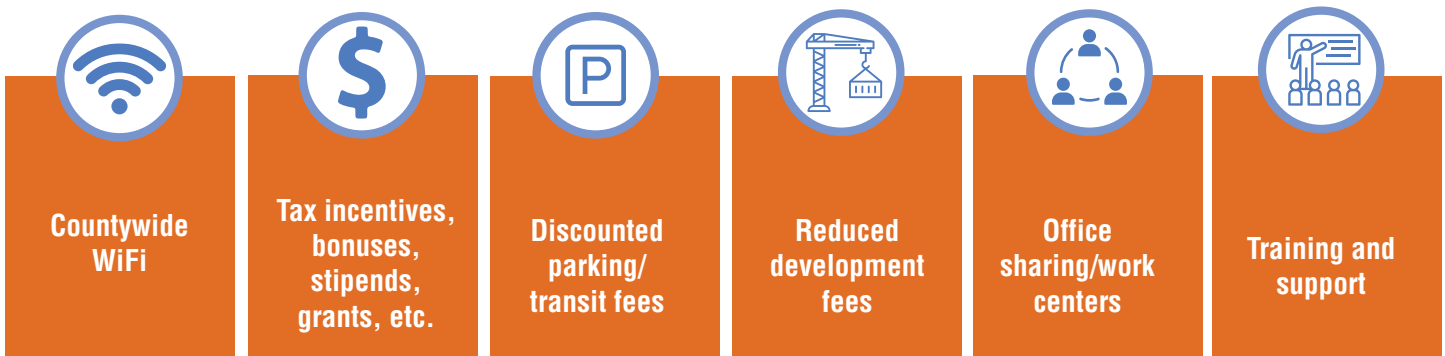 P
Countywide
WiFi
Tax incentives,
bonuses,
stipends,
grants, etc.
Discounted
parking/
transit fees
Reduced
development
fees
Office
sharing/work
centers
Training and
support